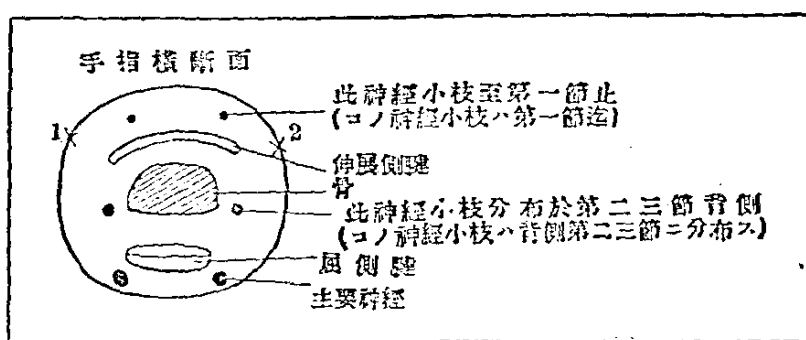 手指橫斷面
此神經小枝至第一節止
(コノ神經小枝ハ第一節迄)
1
2
伸展側腱
骨
此神經小枝分布於第二三節背側
(コノ神經小枝ハ背側第二三節ニ分布ス)
屈側腱
主要神経